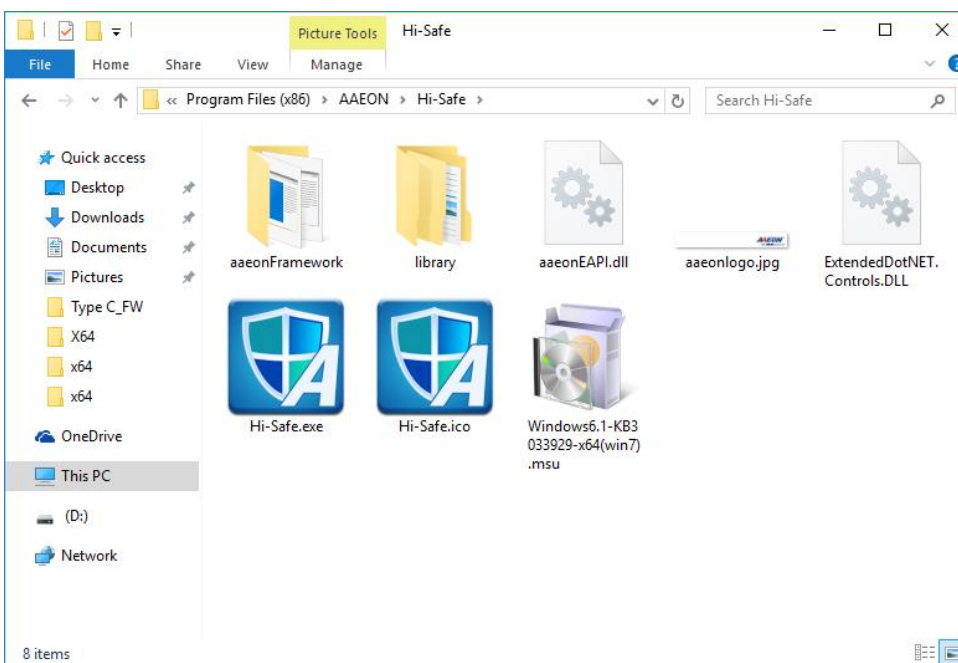 Picture Tools
Hi-Safe
File
Home
Share
View
Manage
« Program Files (x86) > AAEON > Hi-Safe >
Search Hi-Safe
Quick access
Desktop
Downloads
Documents
Pictures
Type C_FW
X64
x64
x64
OneDrive
This PC
(D:)
Network
aaeonFramework
library
aaeonEAPI.dll
AAEON
aaeonlogo.jpg
ExtendedDotNET.
Controls.DLL
A
Hi-Safe.exe
A
Hi-Safe.ico
Windows6.1-KB3
033929-x64(win7)
.msu
8 items